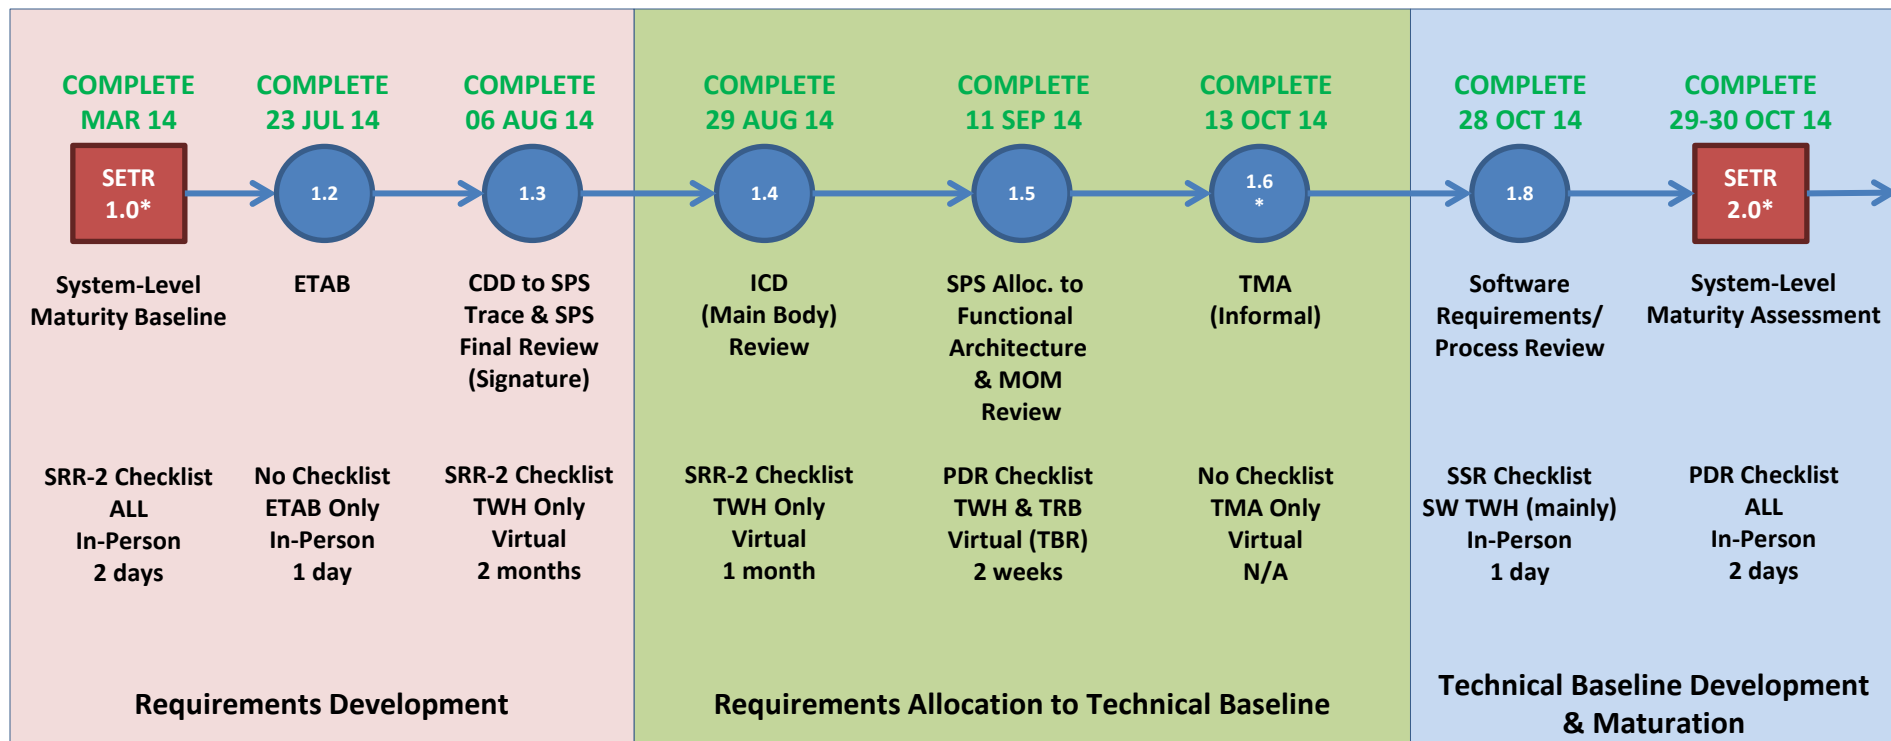 COMPLETE
MAR 14
SETR
1.0*
System-Level
Maturity Baseline
SRR-2 Checklist
ALL
In-Person
2 days
COMPLETE
23 JUL 14
1.2
ETAB
No Checklist
ETAB Only
In-Person
1 day
COMPLETE
06 AUG 14
1.3
CDD to SPS
Trace & SPS
Final Review
(Signature)
SRR-2 Checklist
TWH Only
Virtual
2 months
Requirements Development
COMPLETE
29 AUG 14
1.4
ICD
(Main Body)
Review
SRR-2 Checklist
TWH Only
Virtual
1 month
COMPLETE
11 SEP 14
1.5
SPS Alloc. to
Functional
Architecture
& MOM
Review
PDR Checklist
TWH & TRB
Virtual (TBR)
2 weeks
COMPLETE
13 OCT 14
1.6
*
TMA
(Informal)
No Checklist
TMA Only
Virtual
N/A
Requirements Allocation to Technical Baseline
COMPLETE
28 OCT 14
1.8
Software
Requirements/
Process Review
SSR Checklist
SW TWH (mainly)
In-Person
1 day
COMPLETE
29-30 OCT 14
SETR
2.0*
System-Level
Maturity Assessment
PDR Checklist
ALL
In-Person
2 days
Technical Baseline Development
& Maturation